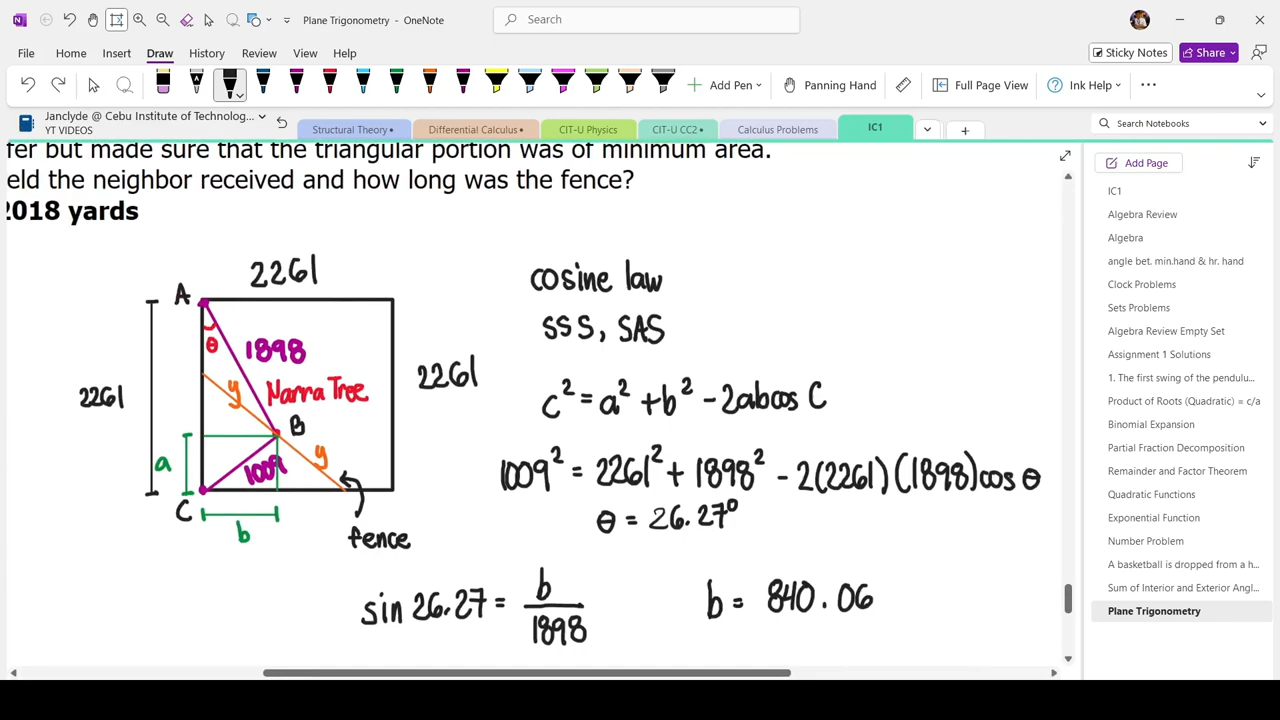 Plane Trigonometry - OneNote
Search
File Home Insert Draw History Review View Help
Sticky Notes Share
Add Pen Panning Hand Full Page View Ink Help
Janclyde @ Cebu Institute of Technolog...
YT VIDEOS
Structural Theory Differential Calculus CIT-U Physics CIT-U CC2 Calculus Problems IC1
Search Notebooks
Add Page
fer but made sure that the triangular portion was of minimum area.
eld the neighbor received and how long was the fence?
2018 yards
2261
A
θ
1898
Narra Tree
2261
2261
y
B
y
a
1009
C
b
fence
cosine law
SSS, SAS
c² = a² + b² - 2abcos C
1009² = 2261² + 1898² - 2(2261)(1898)cos θ
θ = 26.27°
sin 26.27 = b/1898
b = 840.06
IC1
Algebra Review
Algebra
angle bet. min.hand & hr. hand
Clock Problems
Sets Problems
Algebra Review Empty Set
Assignment 1 Solutions
1. The first swing of the pendulu...
Product of Roots (Quadratic) = c/a
Binomial Expansion
Partial Fraction Decomposition
Remainder and Factor Theorem
Quadratic Functions
Exponential Function
Number Problem
A basketball is dropped from a h...
Sum of Interior and Exterior Angl...
Plane Trigonometry